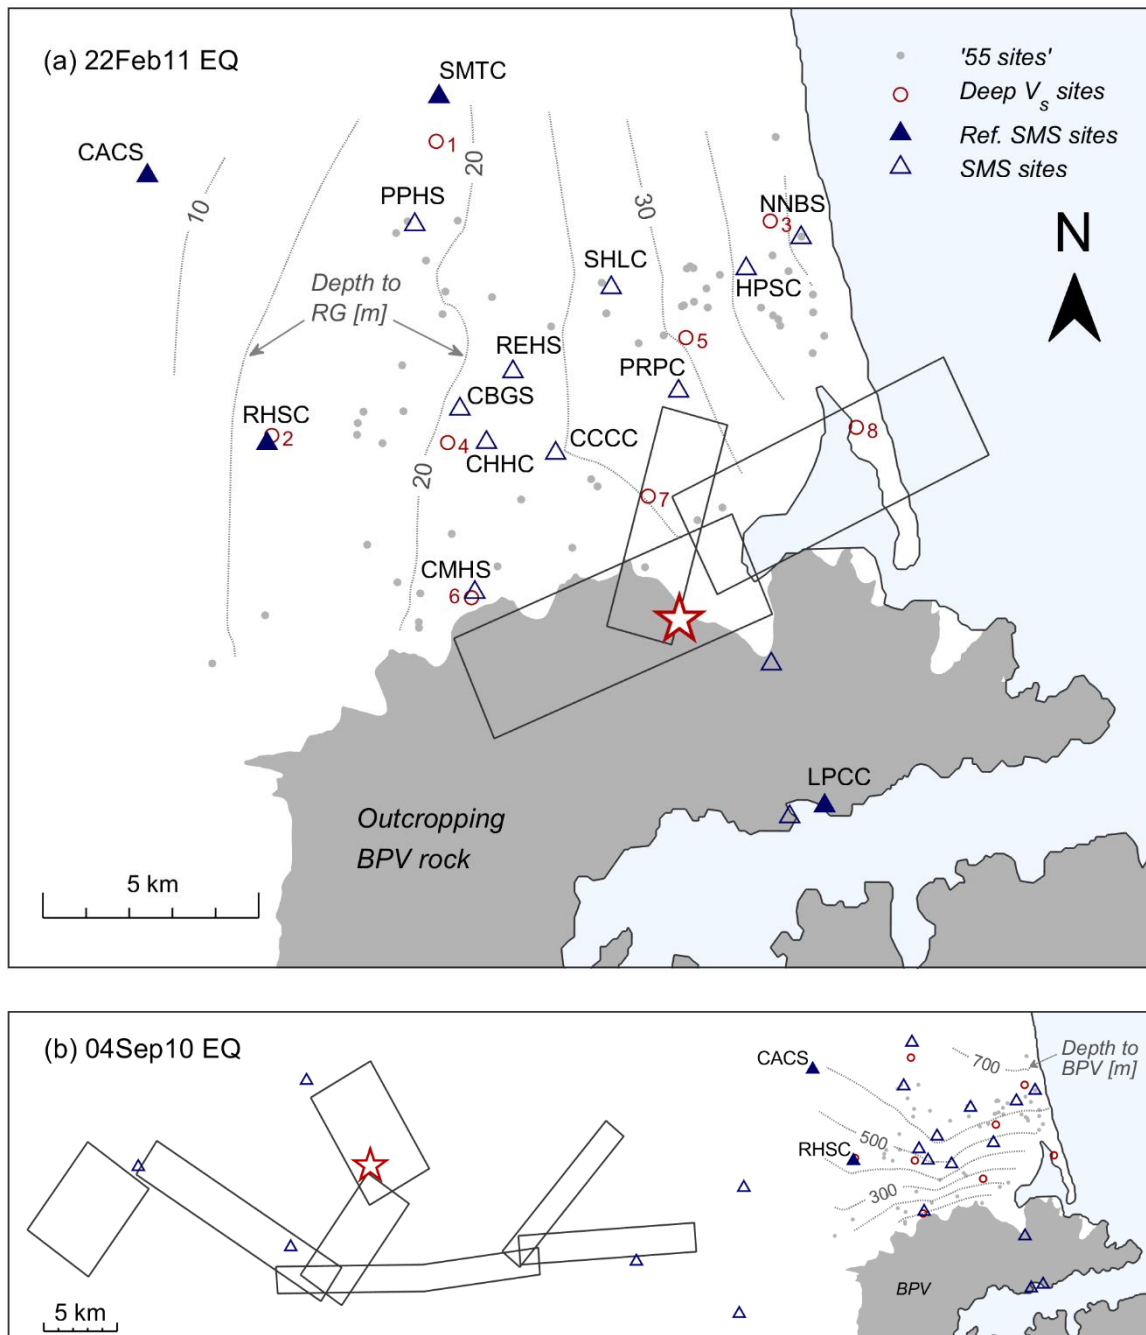 (a) 22Feb11 EQ
SMTC
'55 sites'
Deep Vs sites
Ref. SMS sites
SMS sites
CACS
1
20
10
PPHS
30
NNBS
3
N
SHLC
HPSC
Depth to
RG [m]
REHS
5
PRPC
CBGS
RHSC
2
4
CHHC
CCCC
8
20
7
CMHS
6
LPCC
Outcropping
BPV rock
5 km
(b) 04Sep10 EQ
CACS
700
Depth to
BPV [m]
500
RHSC
300
BPV
5 km